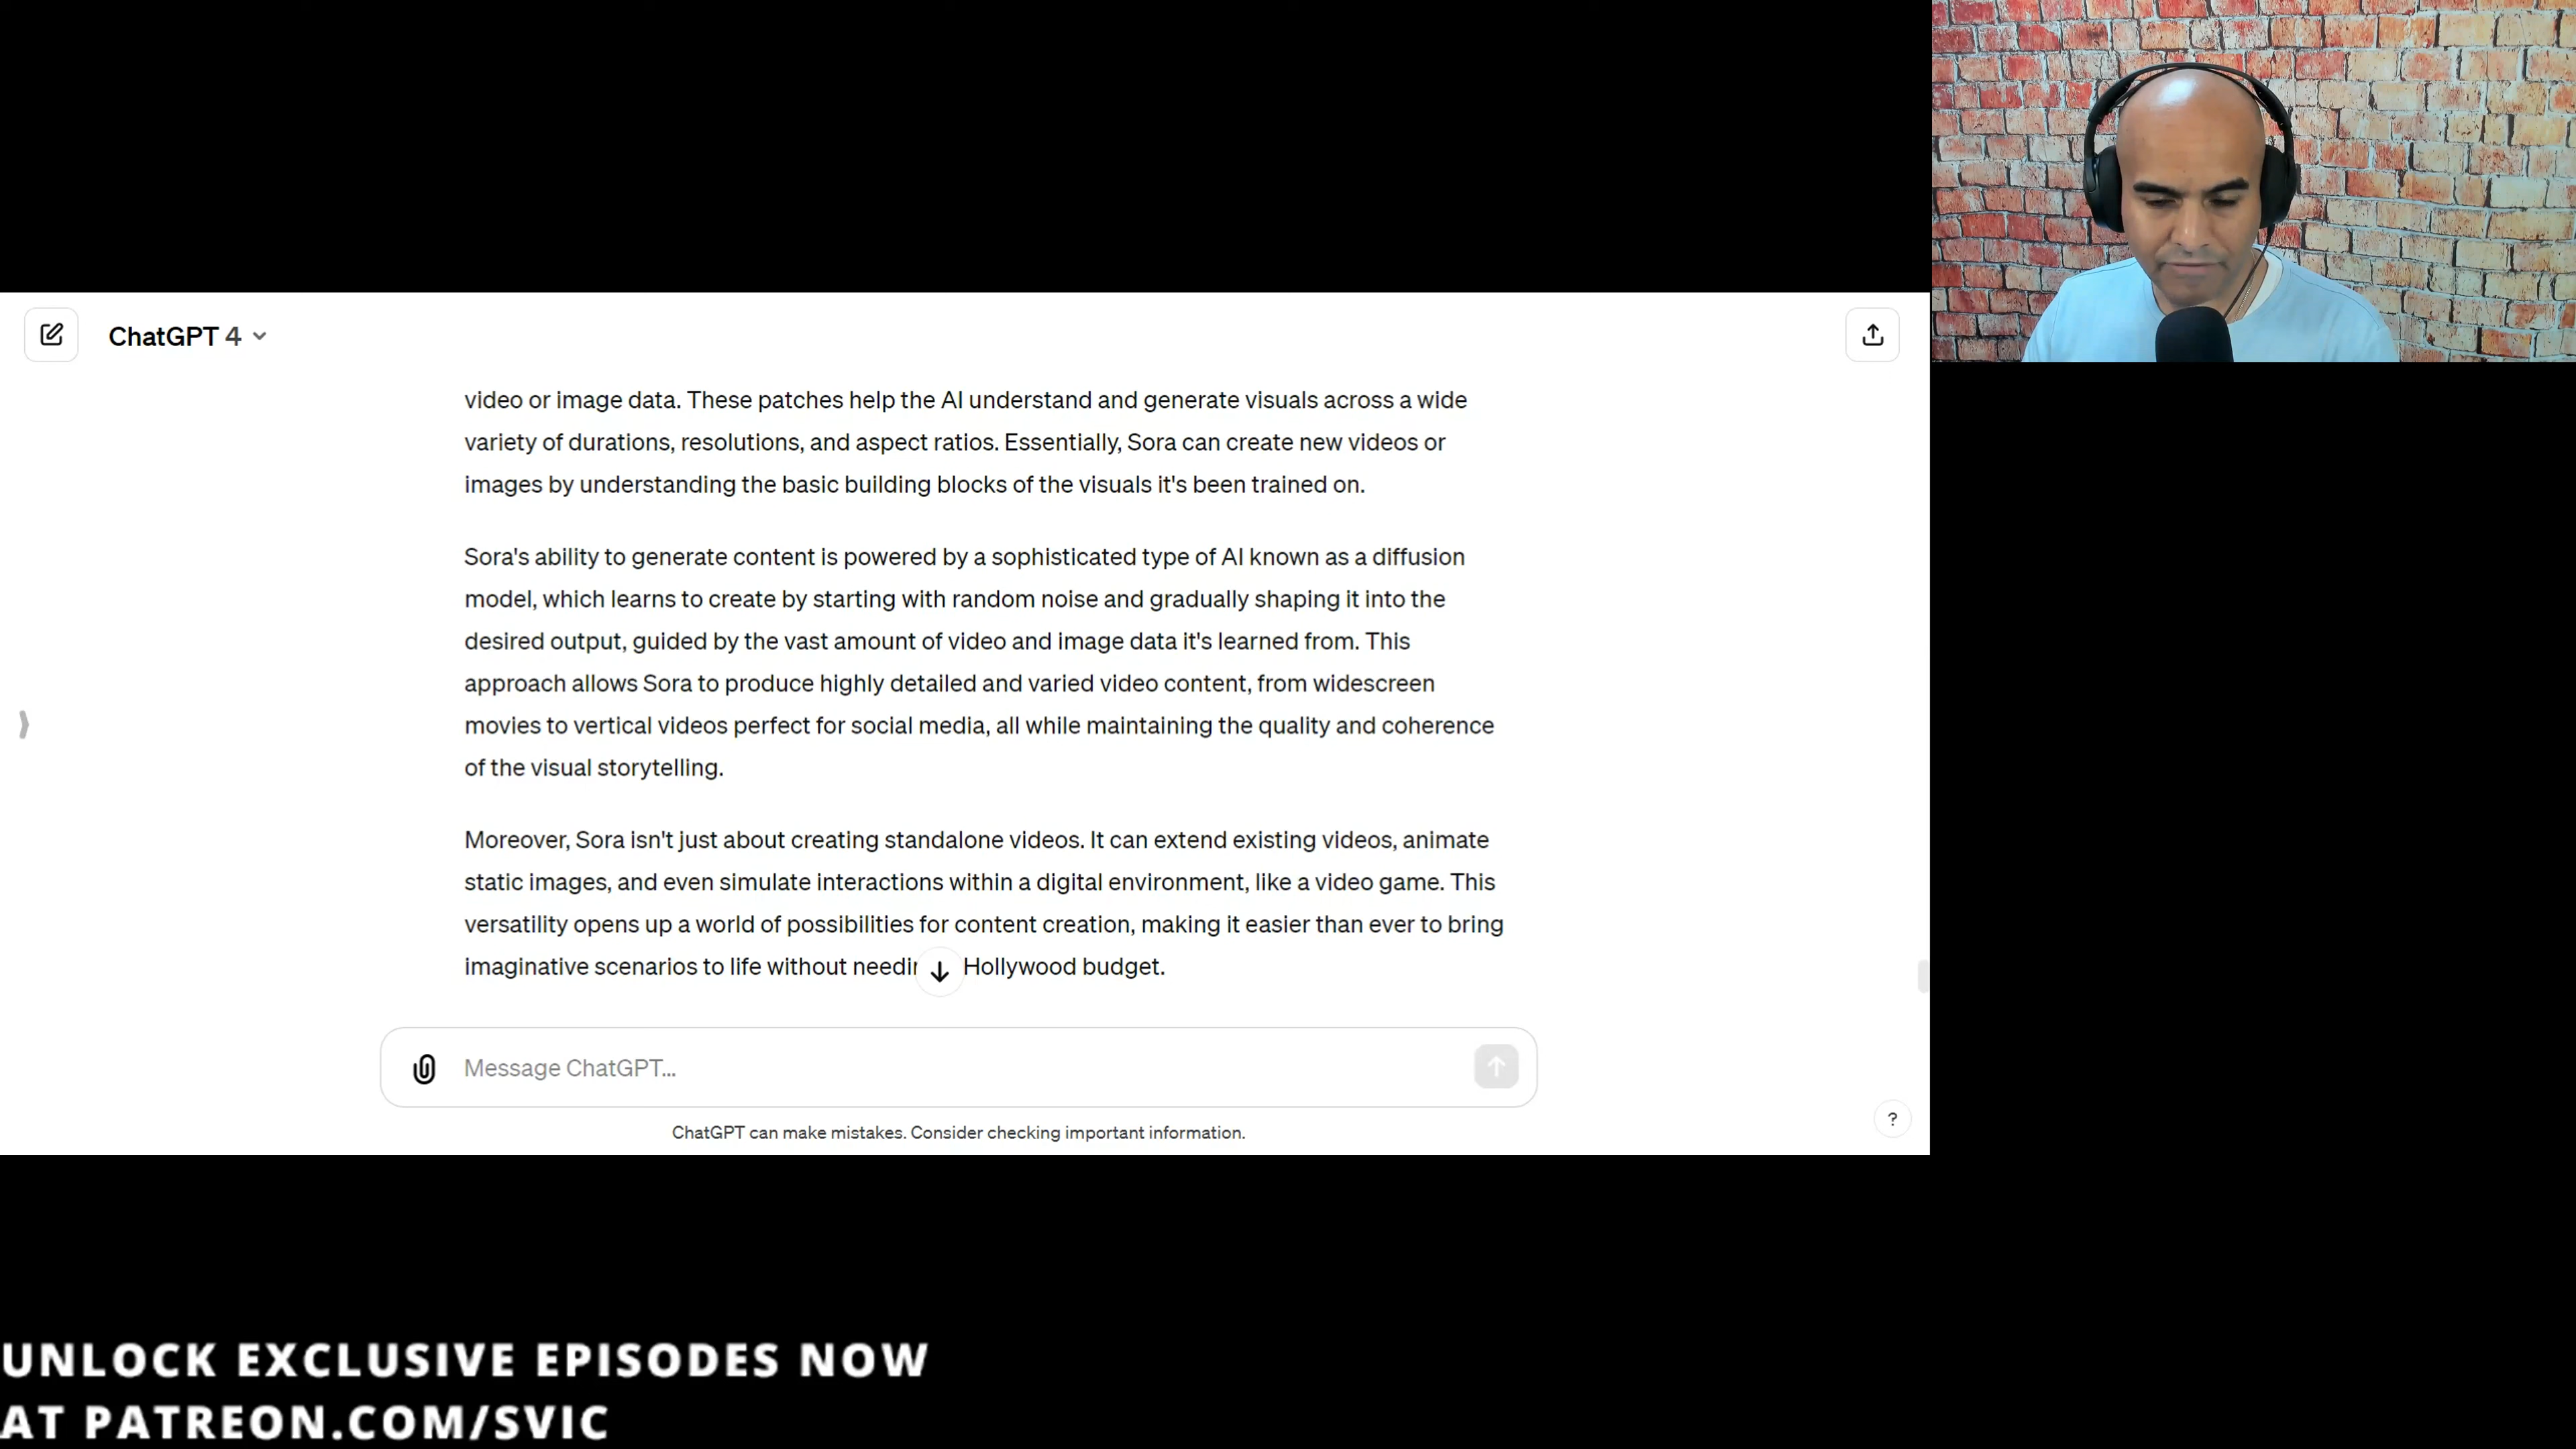 ChatGPT 4
video or image data. These patches help the AI understand and generate visuals across a wide
variety of durations, resolutions, and aspect ratios. Essentially, Sora can create new videos or
images by understanding the basic building blocks of the visuals it's been trained on.
Sora's ability to generate content is powered by a sophisticated type of AI known as a diffusion
model, which learns to create by starting with random noise and gradually shaping it into the
desired output, guided by the vast amount of video and image data it's learned from. This
approach allows Sora to produce highly detailed and varied video content, from widescreen
movies to vertical videos perfect for social media, all while maintaining the quality and coherence
of the visual storytelling.
Moreover, Sora isn't just about creating standalone videos. It can extend existing videos, animate
static images, and even simulate interactions within a digital environment, like a video game. This
versatility opens up a world of possibilities for content creation, making it easier than ever to bring
imaginative scenarios to life without Hollywood budget.
Message ChatGPT...
ChatGPT can make mistakes. Consider checking important information.
?
UNLOCK EXCLUSIVE EPISODES NOW
AT PATREON.COM/SVIC